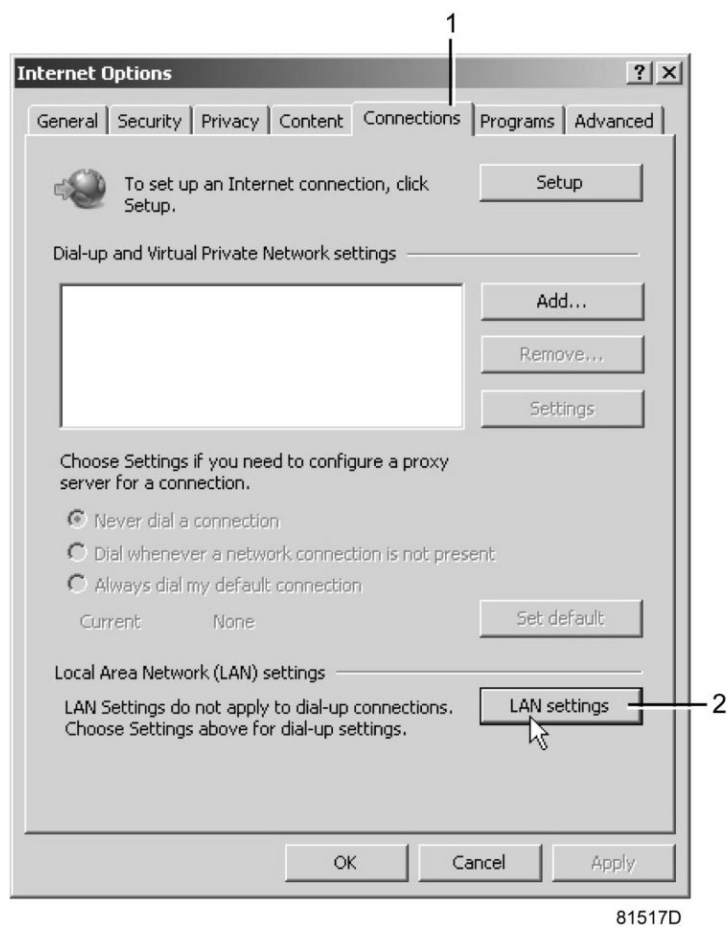 1
Internet Options
General Security Privacy Content Connections Programs Advanced
To set up an Internet connection, click
Setup.
Setup
Dial-up and Virtual Private Network settings
Add...
Remove...
Settings
Choose Settings if you need to configure a proxy
server for a connection.
Never dial a connection
Dial whenever a network connection is not present
Always dial my default connection
Current None
Set default
Local Area Network (LAN) settings
LAN Settings do not apply to dial-up connections.
Choose Settings above for dial-up settings.
LAN settings
2
OK Cancel Apply
81517D